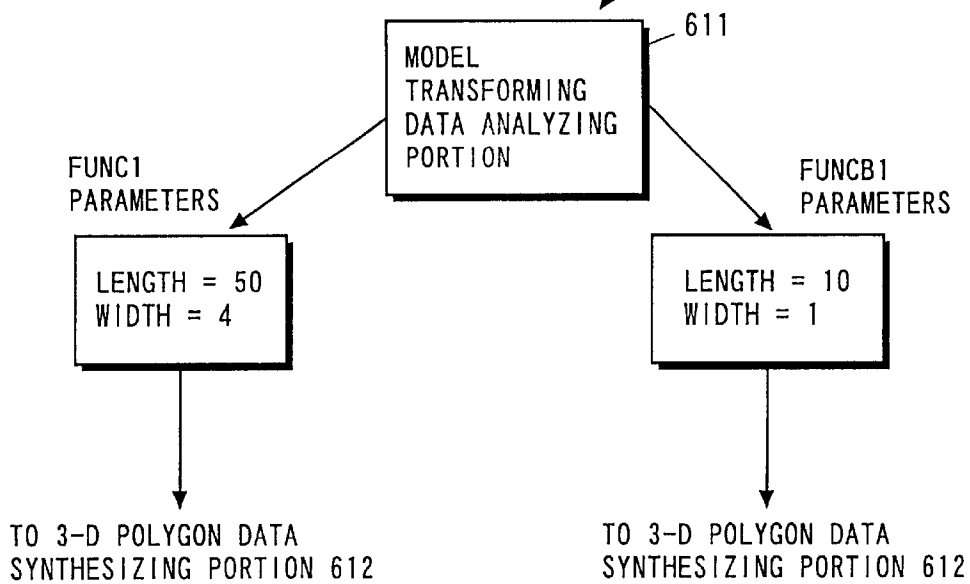 611
MODEL
TRANSFORMING
DATA ANALYZING
PORTION
FUNC1
PARAMETERS
FUNCB1
PARAMETERS
LENGTH = 50
WIDTH = 4
LENGTH = 10
WIDTH = 1
TO 3-D POLYGON DATA
SYNTHESIZING PORTION 612
TO 3-D POLYGON DATA
SYNTHESIZING PORTION 612